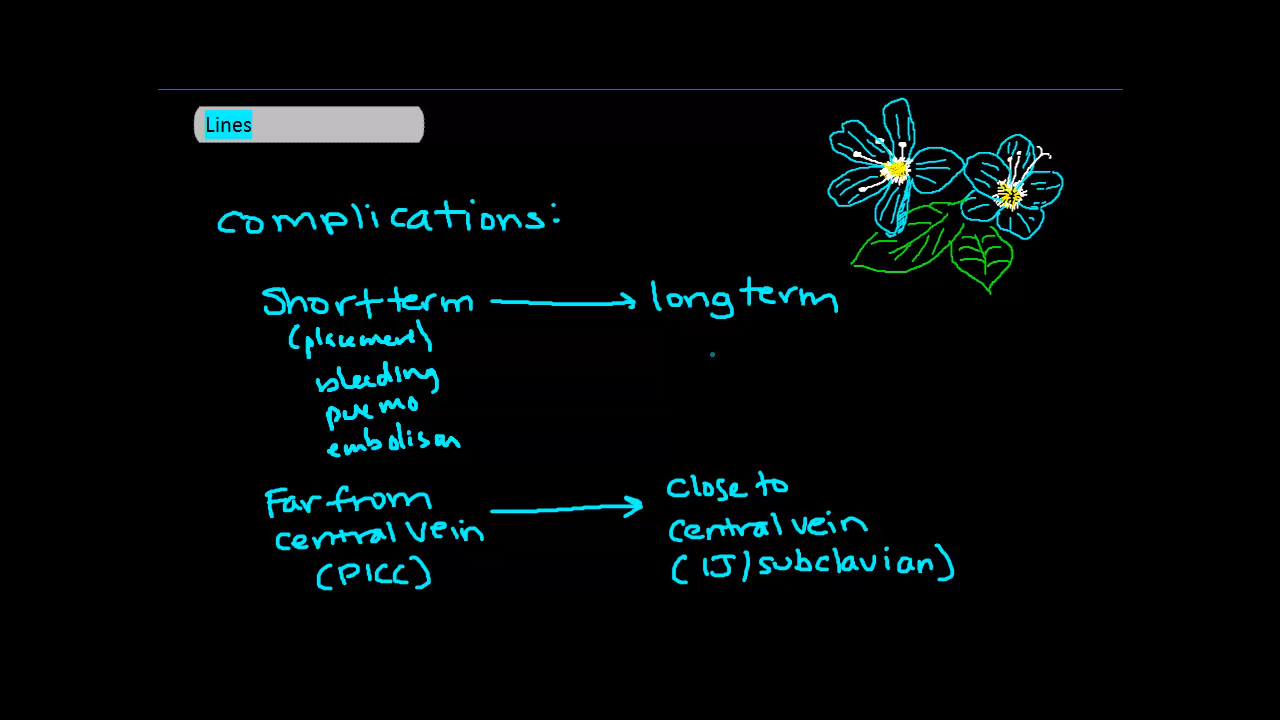 Lines
complications:
Short term → long term
(placement)
bleeding
pneumo
embolism
Far from
central vein
(PICC)
→
close to
central vein
(IJ/subclavian)